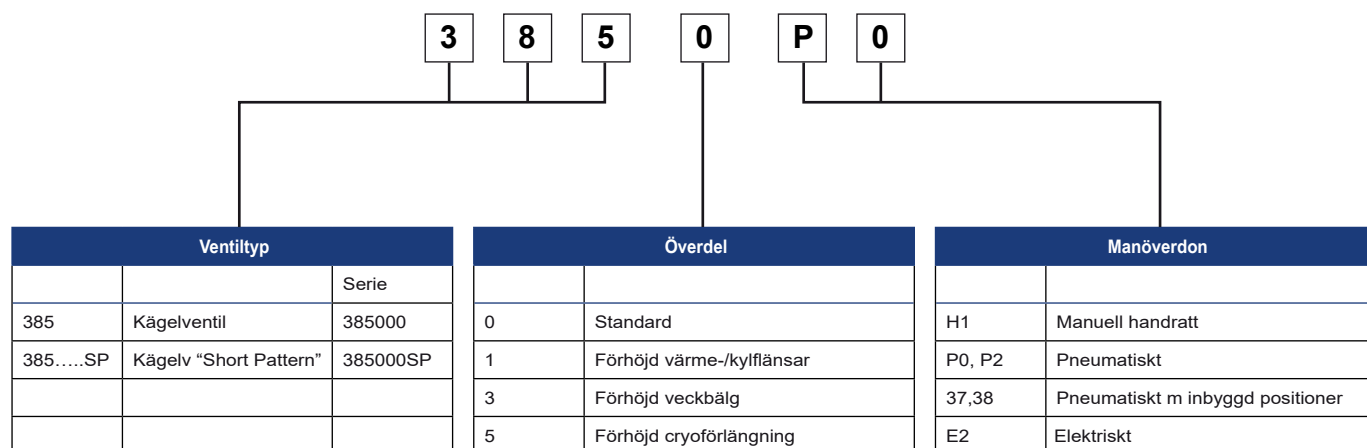 3 8 5 0 P 0
Ventiltyp
Serie
385 Kägelventil 385000
385…..SP Kägelv “Short Pattern” 385000SP
Överdel
0 Standard
1 Förhöjd värme-/kylflänsar
3 Förhöjd veckbälg
5 Förhöjd cryoförlängning
Manöverdon
H1 Manuell handratt
P0, P2 Pneumatiskt
37,38 Pneumatiskt m inbyggd positioner
E2 Elektriskt